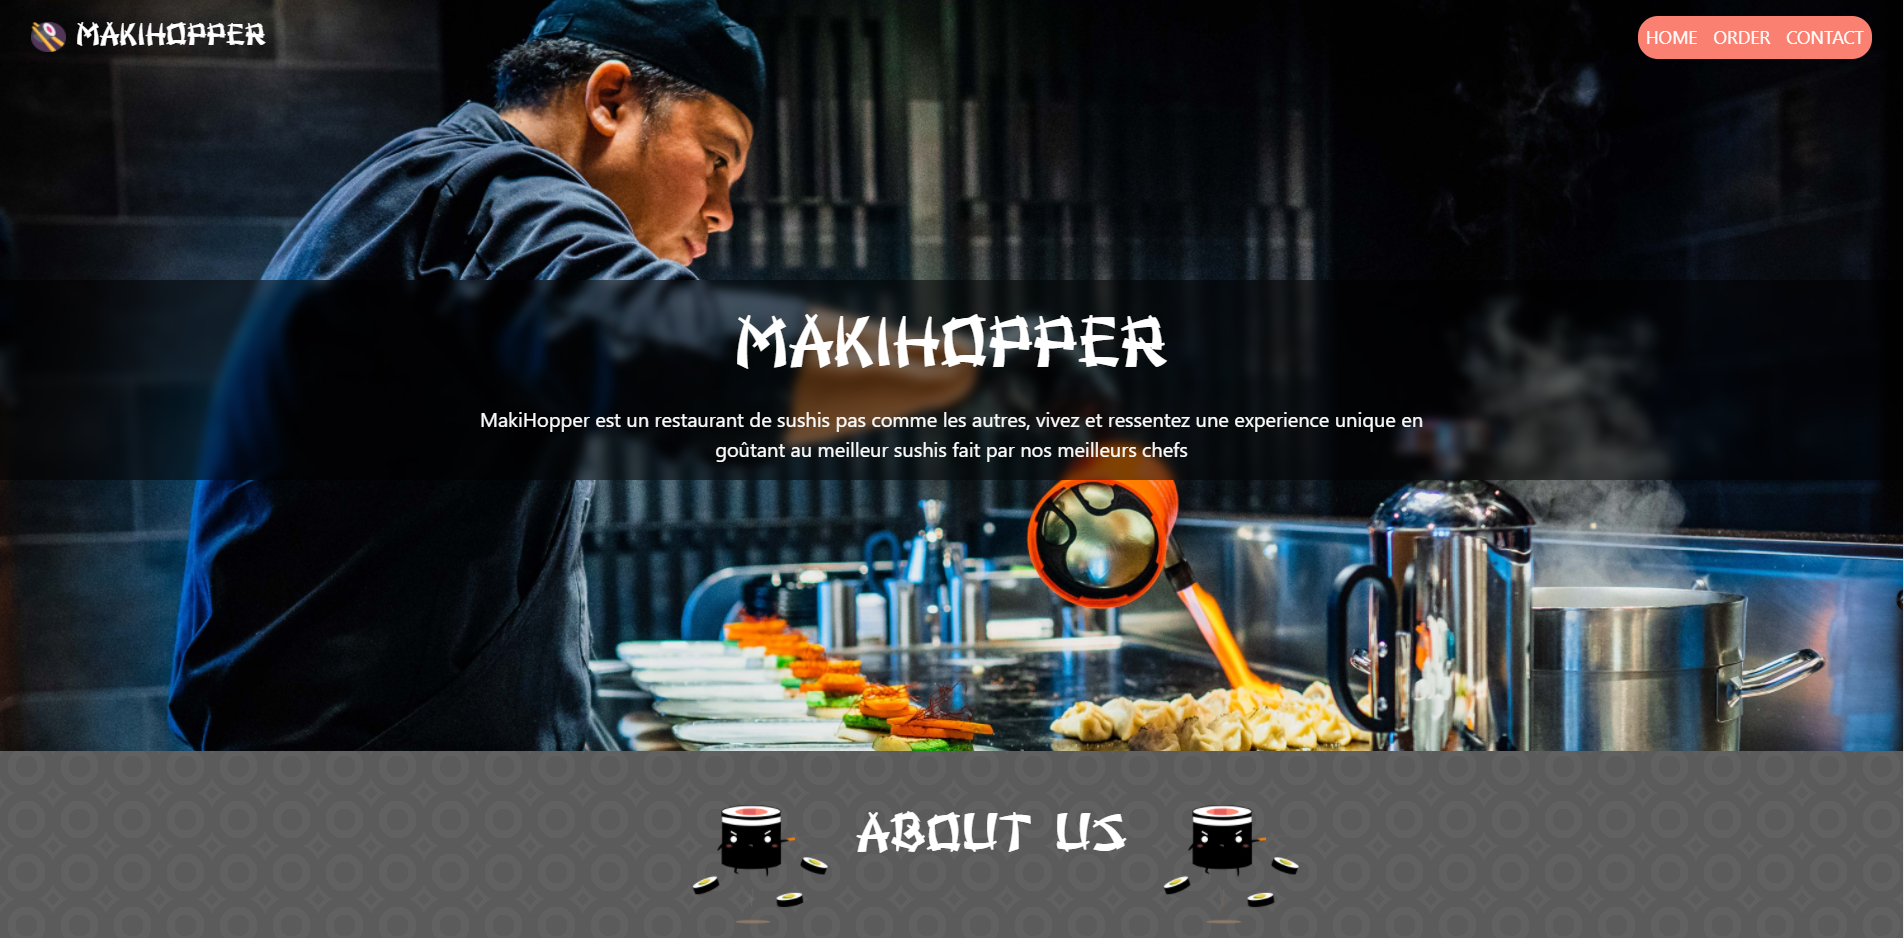 MAKIHOPPER
HOME ORDER CONTACT
MAKIHOPPER
MakiHopper est un restaurant de sushis pas comme les autres, vivez et ressentez une experience unique en
goûtant au meilleur sushis fait par nos meilleurs chefs
ABOUT US